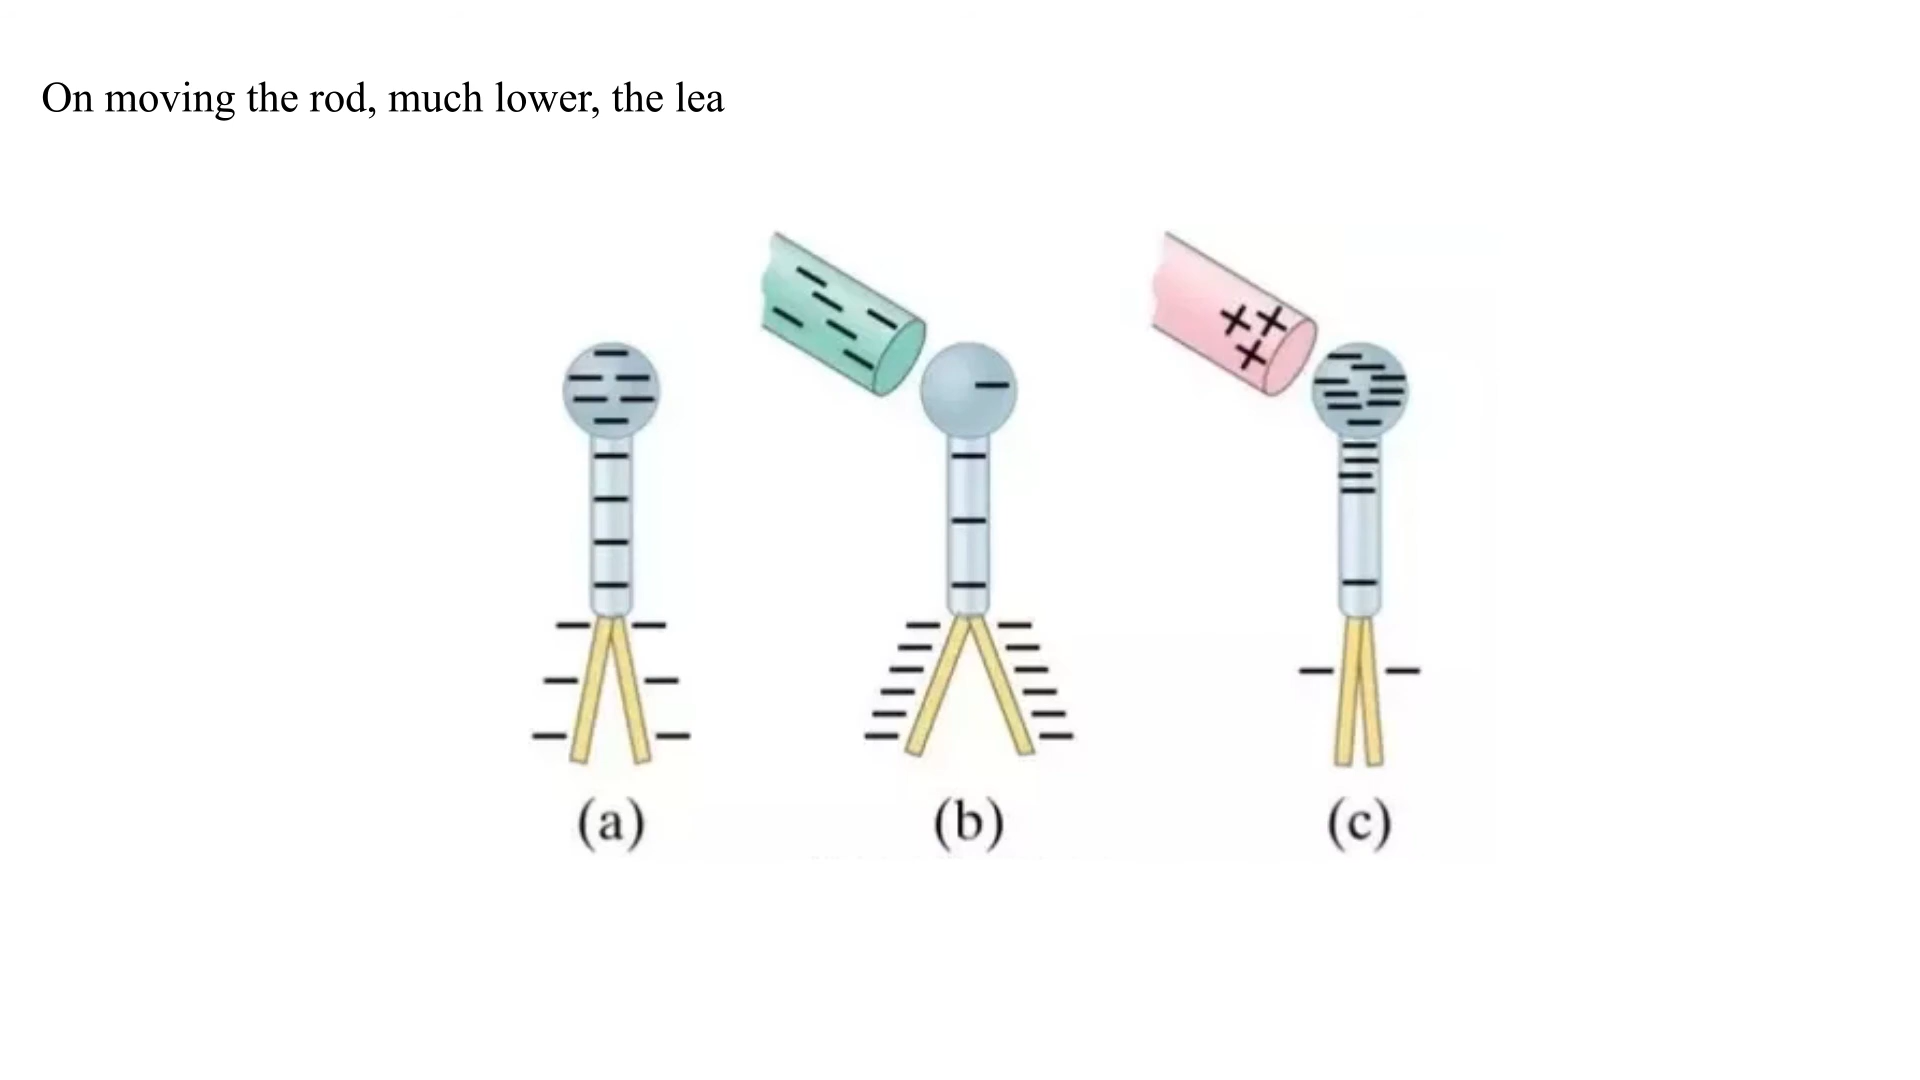 On moving the rod, much lower, the lea
(a)
(b)
(c)